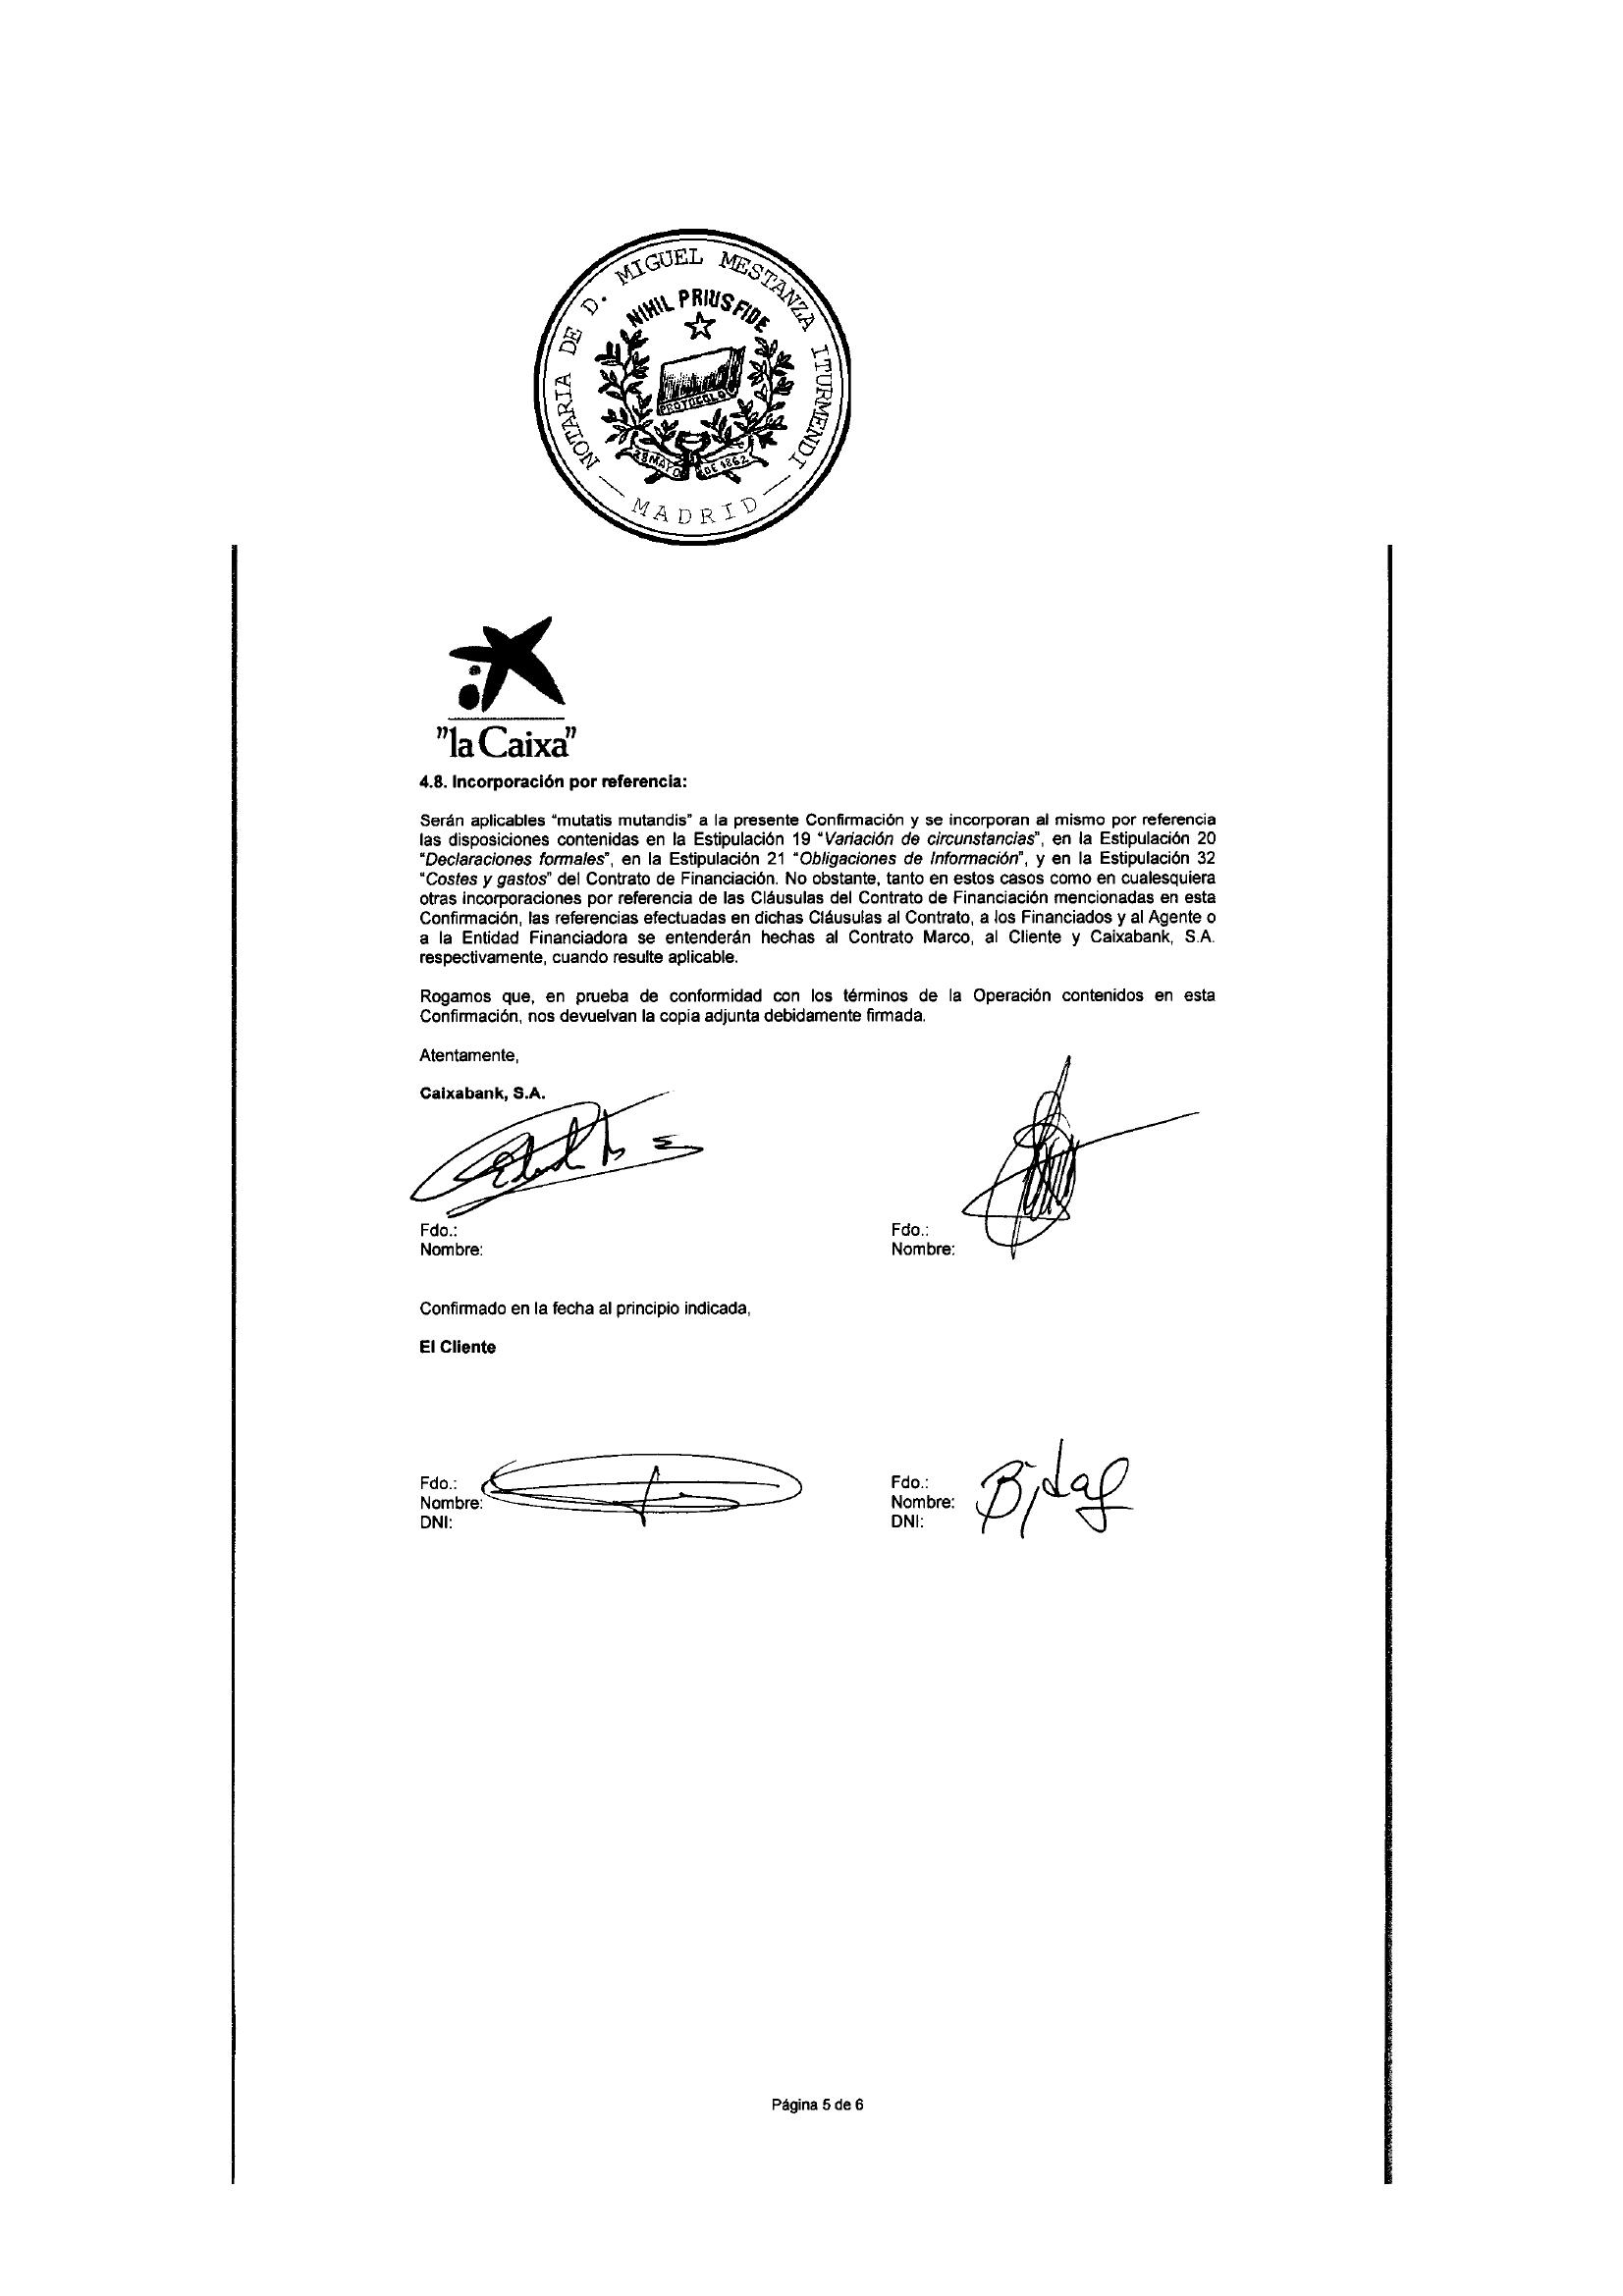 NOTARIA DE D. MIGUEL MESTANZA ITURMENDI
NIHIL PRIUS FIDE
PROTOCOLO
28 MAYO DE 1862
— MADRID —
"la Caixa"
4.8. Incorporación por referencia:
Serán aplicables "mutatis mutandis" a la presente Confirmación y se incorporan al mismo por referencia
las disposiciones contenidas en la Estipulación 19 "Variación de circunstancias", en la Estipulación 20
"Declaraciones formales", en la Estipulación 21 "Obligaciones de Información", y en la Estipulación 32
"Costes y gastos" del Contrato de Financiación. No obstante, tanto en estos casos como en cualesquiera
otras incorporaciones por referencia de las Cláusulas del Contrato de Financiación mencionadas en esta
Confirmación, las referencias efectuadas en dichas Cláusulas al Contrato, a los Financiados y al Agente o
a la Entidad Financiadora se entenderán hechas al Contrato Marco, al Cliente y Caixabank, S.A.
respectivamente, cuando resulte aplicable.
Rogamos que, en prueba de conformidad con los términos de la Operación contenidos en esta
Confirmación, nos devuelvan la copia adjunta debidamente firmada.
Atentamente,
Caixabank, S.A.
Fdo.:
Nombre:
Fdo.:
Nombre:
Confirmado en la fecha al principio indicada,
El Cliente
Fdo.:
Nombre:
DNI:
Fdo.:
Nombre:
DNI:
Página 5 de 6